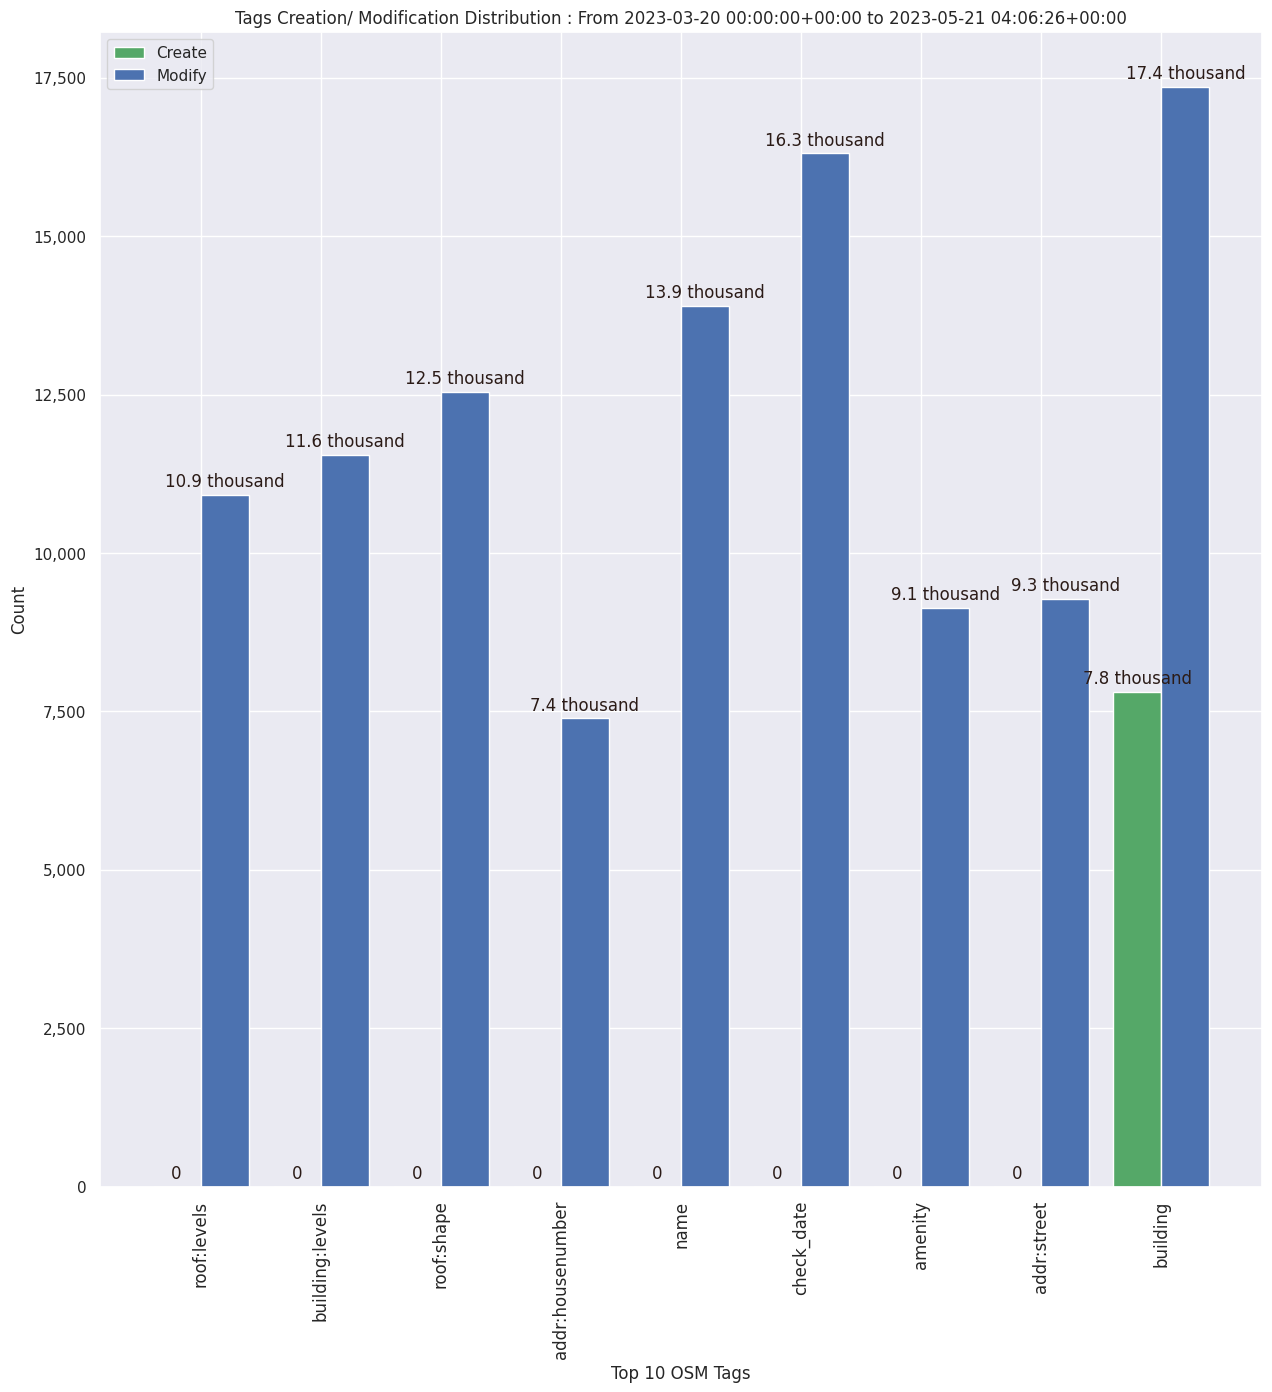 Tags Creation/ Modification Distribution : From 2023-03-20 00:00:00+00:00 to 2023-05-21 04:06:26+00:00
Create
Modify
17,500
15,000
12,500
10,000
7,500
5,000
2,500
0
Count
10.9 thousand
11.6 thousand
12.5 thousand
7.4 thousand
13.9 thousand
16.3 thousand
9.1 thousand
9.3 thousand
7.8 thousand
17.4 thousand
0
0
0
0
0
0
0
0
roof:levels
building:levels
roof:shape
addr:housenumber
name
check_date
amenity
addr:street
building
Top 10 OSM Tags